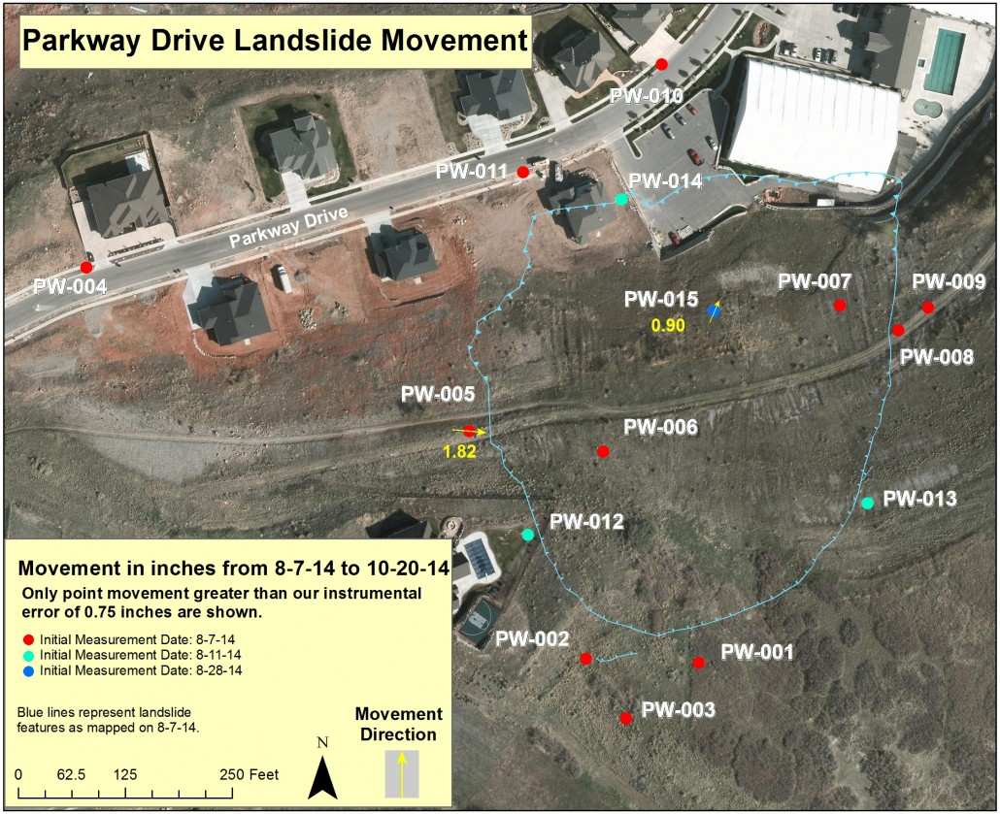 Parkway Drive Landslide Movement
PW-010
PW-011
PW-014
Parkway Drive
PW-004
PW-015
0.90
PW-007
PW-009
PW-008
PW-005
1.82
PW-006
PW-013
PW-012
PW-002
PW-001
PW-003
Movement in inches from 8-7-14 to 10-20-14
Only point movement greater than our instrumental
error of 0.75 inches are shown.
Initial Measurement Date: 8-7-14
Initial Measurement Date: 8-11-14
Initial Measurement Date: 8-28-14
Blue lines represent landslide
features as mapped on 8-7-14.
Movement
Direction
N
0 62.5 125 250 Feet